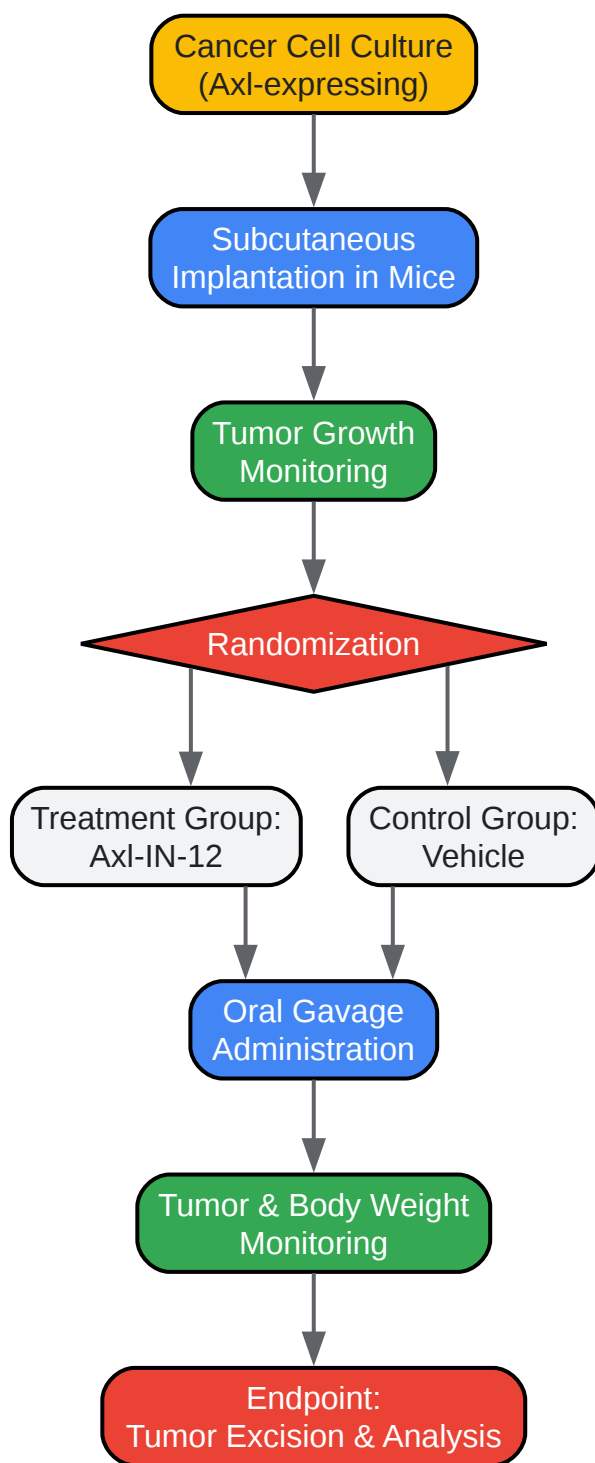 Cancer Cell Culture
(Axl-expressing)
Subcutaneous
Implantation in Mice
Tumor Growth
Monitoring
Randomization
Treatment Group:
Axl-IN-12
Control Group:
Vehicle
Oral Gavage
Administration
Tumor & Body Weight
Monitoring
Endpoint:
Tumor Excision & Analysis